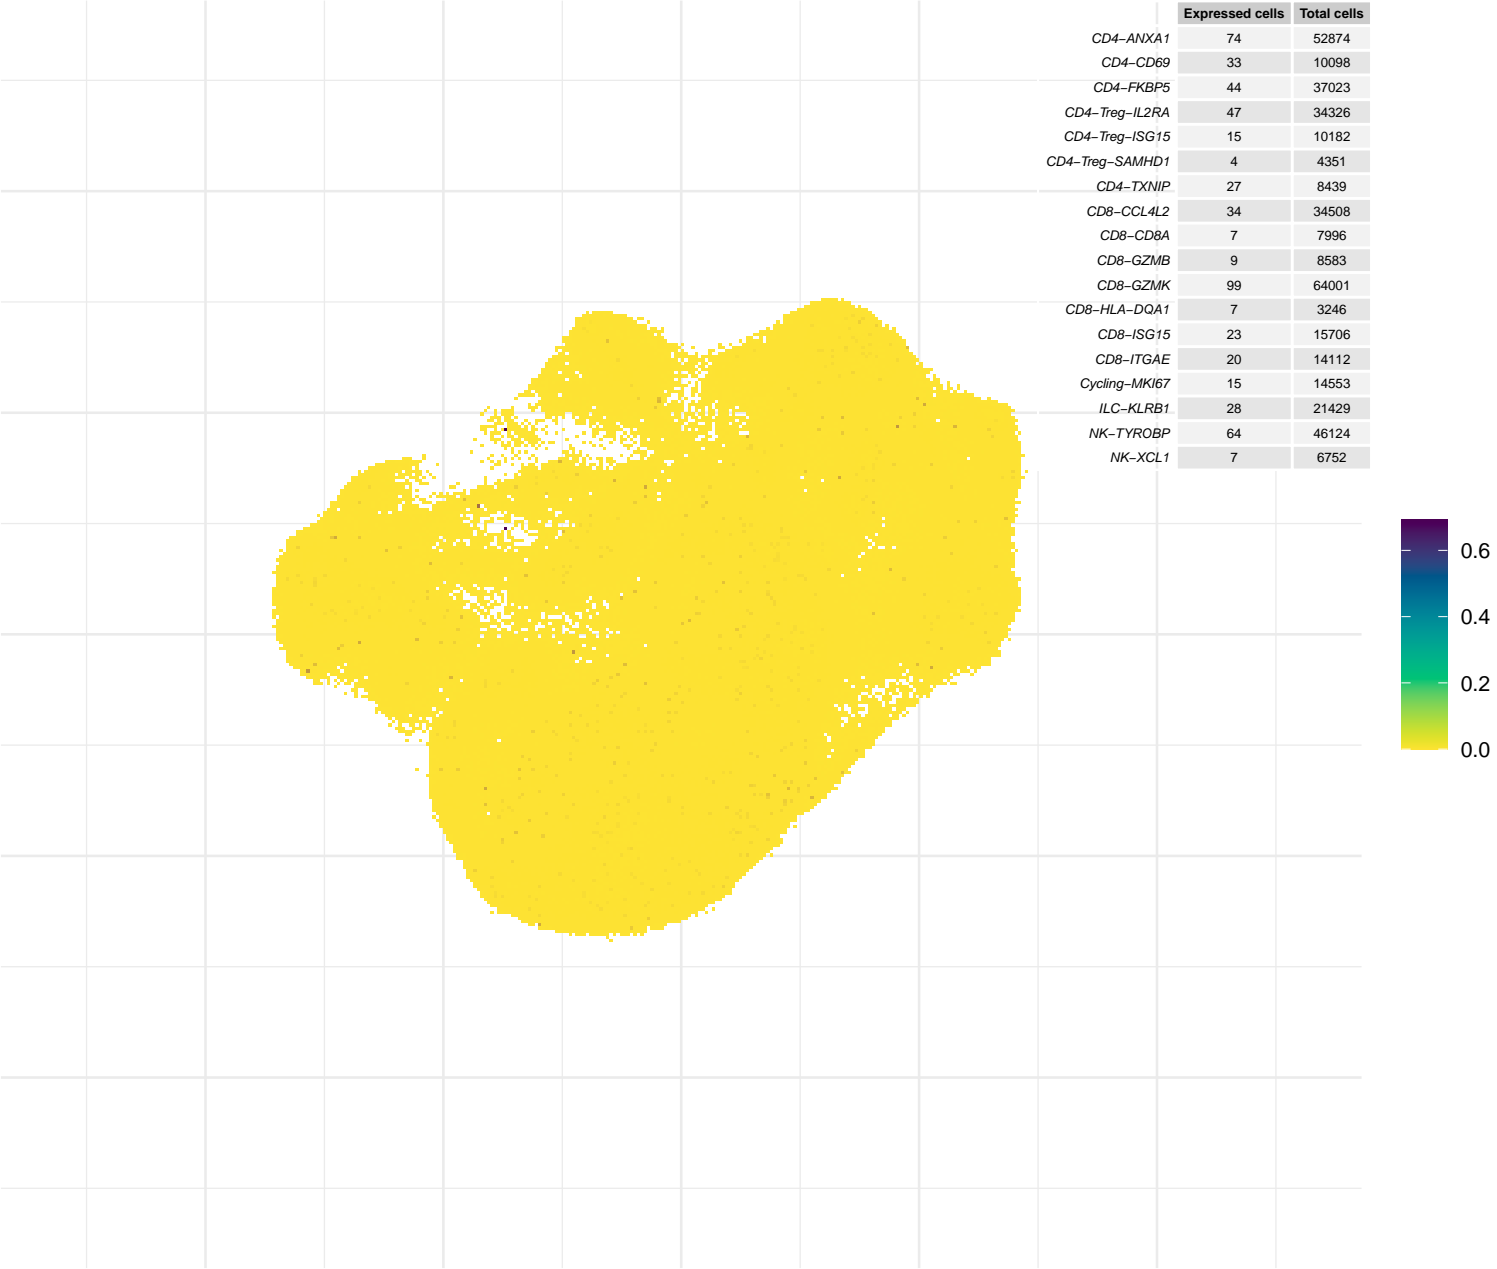 Expressed cells Total cells
CD4−ANXA1 74 52874
CD4−CD69 33 10098
CD4−FKBP5 44 37023
CD4−Treg−IL2RA 47 34326
CD4−Treg−ISG15 15 10182
CD4−Treg−SAMHD1 4 4351
CD4−TXNIP 27 8439
CD8−CCL4L2 34 34508
CD8−CD8A 7 7996
CD8−GZMB 9 8583
CD8−GZMK 99 64001
CD8−HLA−DQA1 7 3246
CD8−ISG15 23 15706
CD8−ITGAE 20 14112
Cycling−MKI67 15 14553
ILC−KLRB1 28 21429
NK−TYROBP 64 46124
NK−XCL1 7 6752
0.6
0.4
0.2
0.0